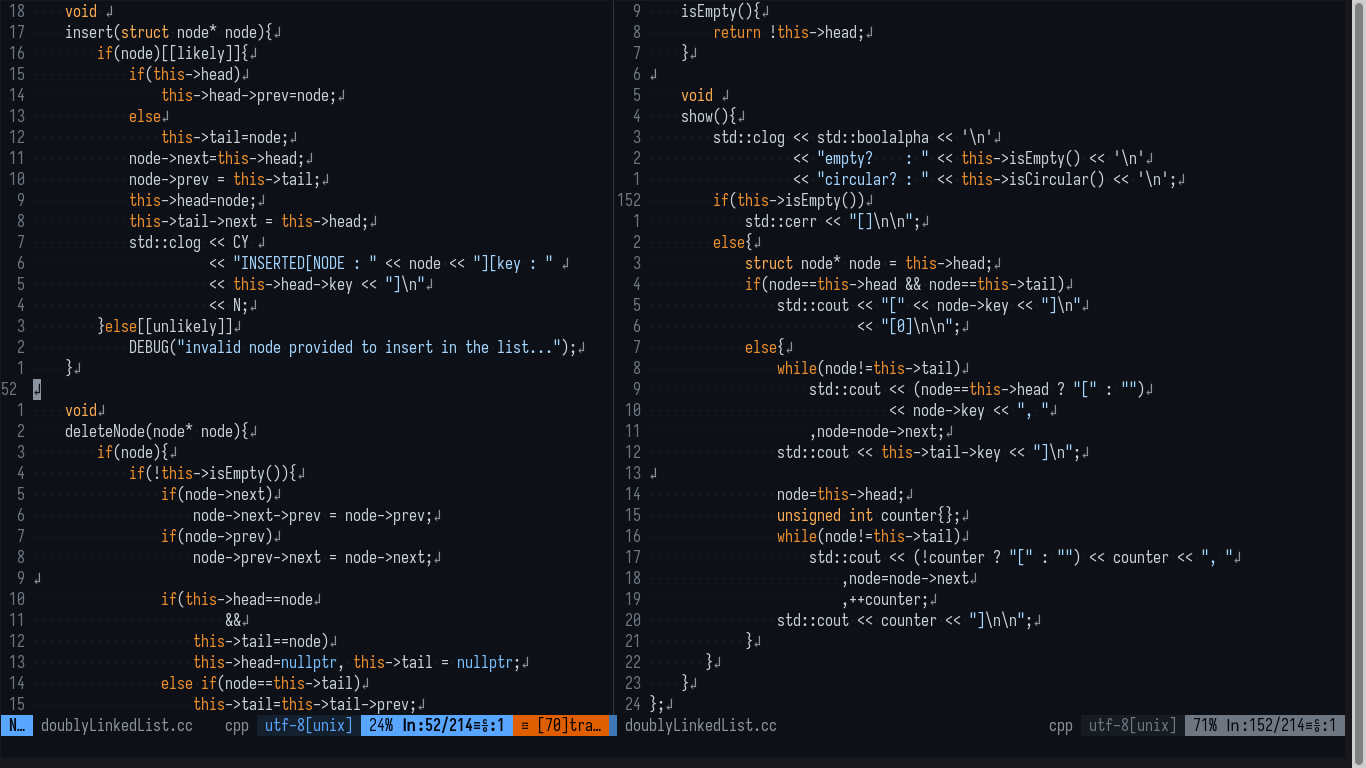 18 void
17 insert(struct node* node){
16 if(node)[[likely]]{
15 if(this->head)
14 this->head->prev=node;
13 else
12 this->tail=node;
11 node->next=this->head;
10 node->prev = this->tail;
9 this->head=node;
8 this->tail->next = this->head;
7 std::clog << CY
6 << "INSERTED[NODE : " << node << "][key : "
5 << this->head->key << "]\n"
4 << N;
3 }else[[unlikely]]
2 DEBUG("invalid node provided to insert in the list...");
1 }
52
1 void
2 deleteNode(node* node){
3 if(node){
4 if(!this->isEmpty()){
5 if(node->next)
6 node->next->prev = node->prev;
7 if(node->prev)
8 node->prev->next = node->next;
9
10 if(this->head==node
11 &&
12 this->tail==node)
13 this->head=nullptr, this->tail = nullptr;
14 else if(node==this->tail)
15 this->tail=this->tail->prev;
N… doublyLinkedList.cc cpp utf-8[unix] 24% ln:52/214≡℅:1 ≡ [70]tra…
9 isEmpty(){
8 return !this->head;
7 }
6
5 void
4 show(){
3 std::clog << std::boolalpha << '\n'
2 << "empty?    : " << this->isEmpty() << '\n'
1 << "circular? : " << this->isCircular() << '\n';
152 if(this->isEmpty())
1 std::cerr << "[]\n\n";
2 else{
3 struct node* node = this->head;
4 if(node==this->head && node==this->tail)
5 std::cout << "[" << node->key << "]\n"
6 << "[0]\n\n";
7 else{
8 while(node!=this->tail)
9 std::cout << (node==this->head ? "[" : "")
10 << node->key << ", "
11 ,node=node->next;
12 std::cout << this->tail->key << "]\n";
13
14 node=this->head;
15 unsigned int counter{};
16 while(node!=this->tail)
17 std::cout << (!counter ? "[" : "") << counter << ", "
18 ,node=node->next
19 ,++counter;
20 std::cout << counter << "]\n\n";
21 }
22 }
23 }
24 };
doublyLinkedList.cc cpp utf-8[unix] 71% ln:152/214≡℅:1